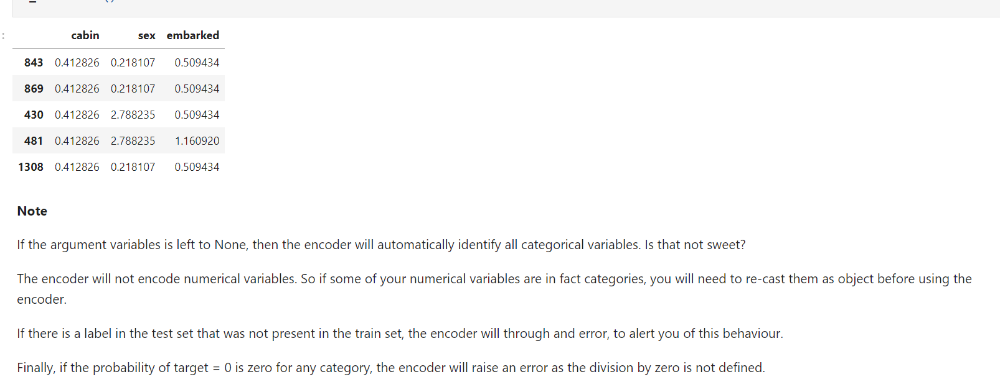 cabin sex embarked
843 0.412826 0.218107 0.509434
869 0.412826 0.218107 0.509434
430 0.412826 2.788235 0.509434
481 0.412826 2.788235 1.160920
1308 0.412826 0.218107 0.509434
Note
If the argument variables is left to None, then the encoder will automatically identify all categorical variables. Is that not sweet?
The encoder will not encode numerical variables. So if some of your numerical variables are in fact categories, you will need to re-cast them as object before using the
encoder.
If there is a label in the test set that was not present in the train set, the encoder will through and error, to alert you of this behaviour.
Finally, if the probability of target = 0 is zero for any category, the encoder will raise an error as the division by zero is not defined.